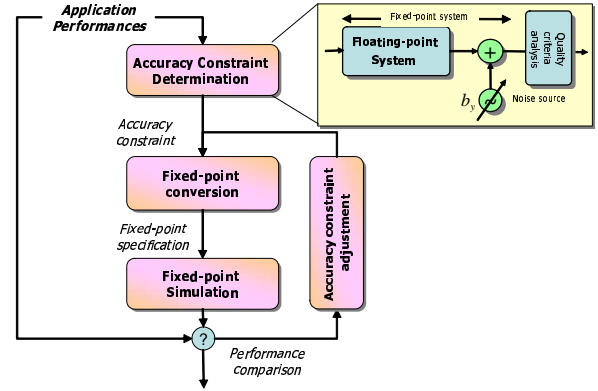 Application
Performances
Accuracy Constraint
Determination
Fixed-point system
Floating-point
System
+
Quality
criteria
analysis
b_y
~
Noise source
Accuracy
constraint
Fixed-point
conversion
Accuracy constraint
adjustment
Fixed-point
specification
Fixed-point
Simulation
?
Performance
comparison